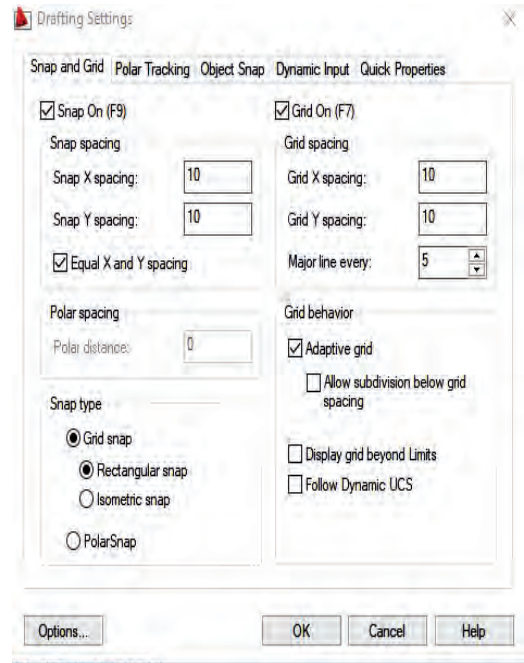 Drafting Settings
Snap and Grid Polar Tracking Object Snap Dynamic Input Quick Properties
Snap On (F9)
Snap spacing
Snap X spacing: 10
Snap Y spacing: 10
Equal X and Y spacing
Polar spacing
Polar distance: 0
Snap type
Grid snap
Rectangular snap
Isometric snap
PolarSnap
Grid On (F7)
Grid spacing
Grid X spacing: 10
Grid Y spacing: 10
Major line every: 5
Grid behavior
Adaptive grid
Allow subdivision below grid
spacing
Display grid beyond Limits
Follow Dynamic UCS
Options... OK Cancel Help